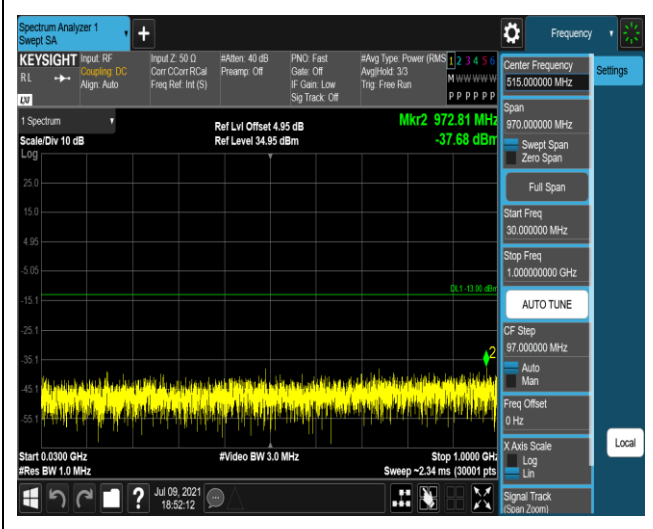 Spectrum Analyzer 1
Swept SA
+
Frequency
KEYSIGHT
RL
LXI
Input: RF
Coupling: DC
Align: Auto
Input Z: 50 Ω
Corr CCorr RCal
Freq Ref: Int (S)
#Atten: 40 dB
Preamp: Off
PNO: Fast
Gate: Off
IF Gain: Low
Sig Track: Off
#Avg Type: Power (RMS
Avg|Hold: 3/3
Trig: Free Run
1 2 3 4 5 6
M W W W W W
P P P P P P
1 Spectrum
Scale/Div 10 dB
Log
Ref Lvl Offset 4.95 dB
Ref Level 34.95 dBm
Mkr2 972.81 MHz
-37.68 dBm
25.0
15.0
4.95
-5.05
-15.1
-25.1
-35.1
-45.1
-55.1
DL1 -13.00 dBm
2
Start 0.0300 GHz
#Res BW 1.0 MHz
#Video BW 3.0 MHz
Stop 1.0000 GHz
Sweep ~2.34 ms (30001 pts
?
Jul 09, 2021
18:52:12
Center Frequency
515.000000 MHz
Span
970.000000 MHz
Swept Span
Zero Span
Full Span
Start Freq
30.000000 MHz
Stop Freq
1.000000000 GHz
AUTO TUNE
CF Step
97.000000 MHz
Auto
Man
Freq Offset
0 Hz
X Axis Scale
Log
Lin
Signal Track
(Span Zoom)
Settings
Local